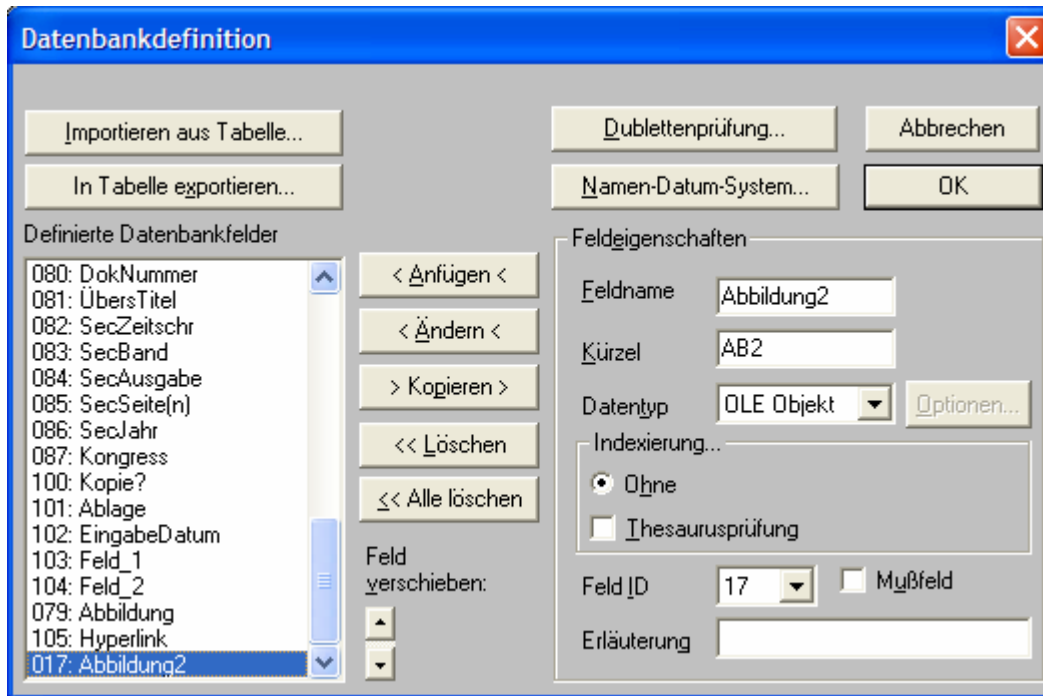 Datenbankdefinition
Importieren aus Tabelle...
In Tabelle exportieren...
Dublettenprüfung...
Abbrechen
Namen-Datum-System...
OK
Definierte Datenbankfelder
080: DokNummer
081: ÜbersTitel
082: SecZeitschr
083: SecBand
084: SecAusgabe
085: SecSeite(n)
086: SecJahr
087: Kongress
100: Kopie?
101: Ablage
102: EingabeDatum
103: Feld_1
104: Feld_2
079: Abbildung
105: Hyperlink
017: Abbildung2
< Anfügen <
< Ändern <
> Kopieren >
<< Löschen
<< Alle löschen
Feld
verschieben:
Feldeigenschaften
Feldname
Abbildung2
Kürzel
AB2
Datentyp
OLE Objekt
Optionen...
Indexierung...
Ohne
Thesaurusprüfung
Feld ID
17
Mußfeld
Erläuterung